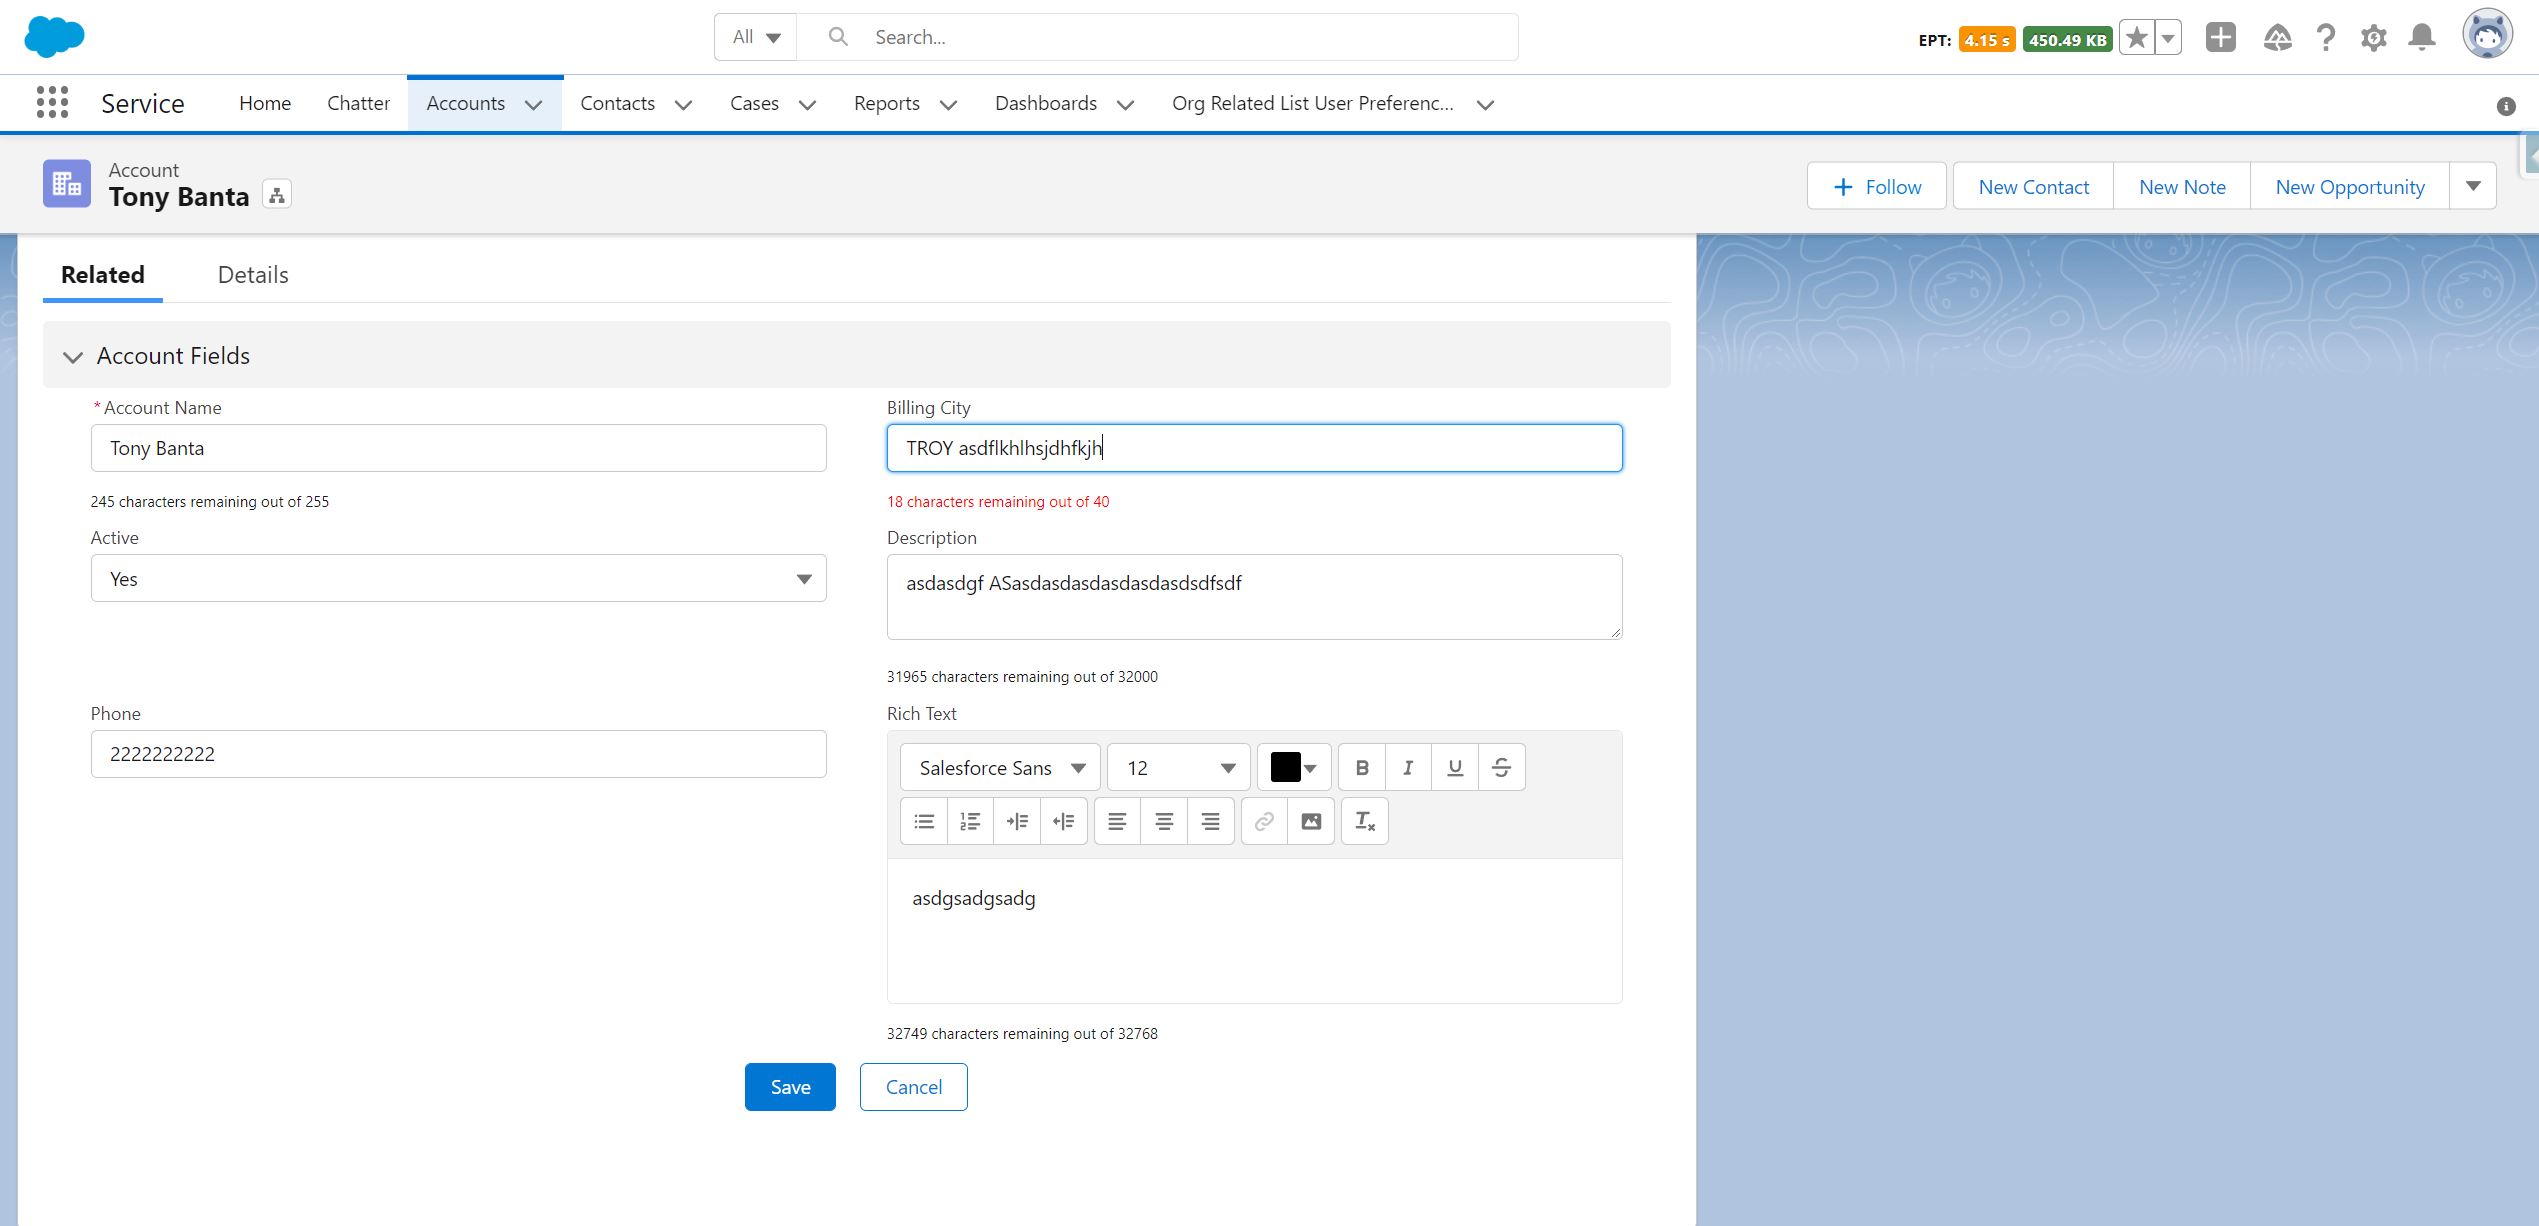 All
Search...
EPT: 4.15 s 450.49 KB
Service Home Chatter Accounts Contacts Cases Reports Dashboards Org Related List User Preferenc...
Account
Tony Banta
Follow New Contact New Note New Opportunity
Related Details
Account Fields
*Account Name
Tony Banta
245 characters remaining out of 255
Billing City
TROY asdflkhlhsjdhfkjh
18 characters remaining out of 40
Active
Yes
Description
asdasdgf ASasdasdasdasdasdasdsdfsdf
31965 characters remaining out of 32000
Phone
2222222222
Rich Text
Salesforce Sans 12 B I U S
asdgsadgsadg
32749 characters remaining out of 32768
Save Cancel